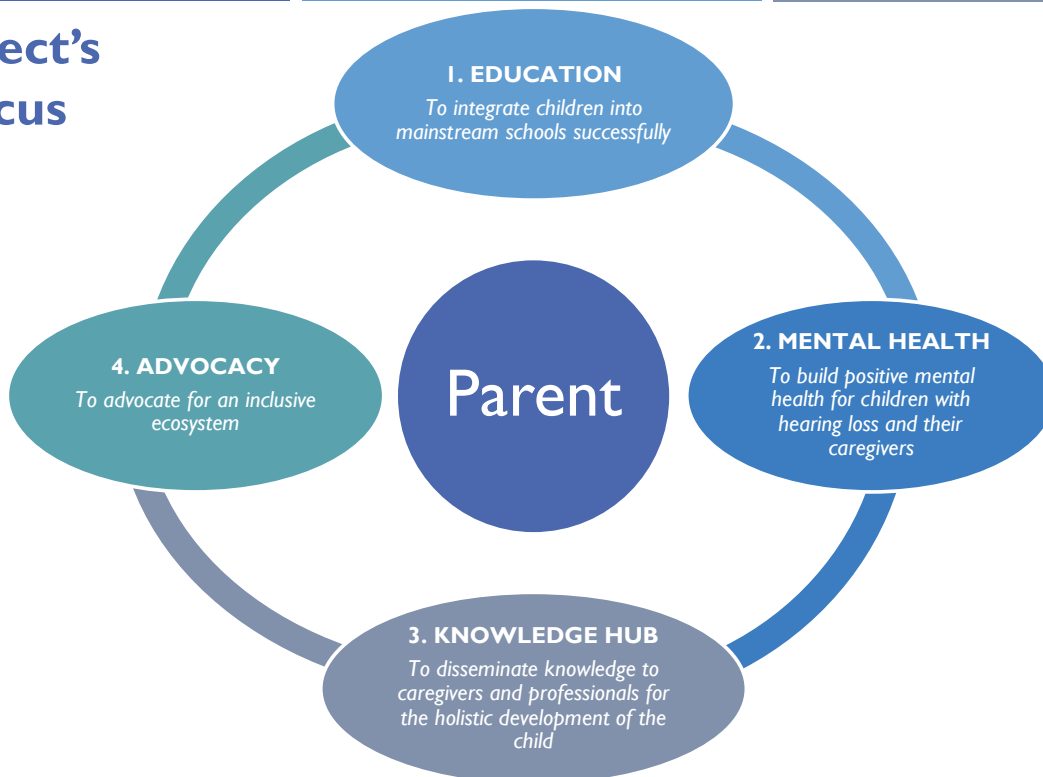 ect's
cus
1. EDUCATION
To integrate children into
mainstream schools successfully
2. MENTAL HEALTH
To build positive mental
health for children with
hearing loss and their
caregivers
Parent
4. ADVOCACY
To advocate for an inclusive
ecosystem
3. KNOWLEDGE HUB
To disseminate knowledge to
caregivers and professionals for
the holistic development of the
child